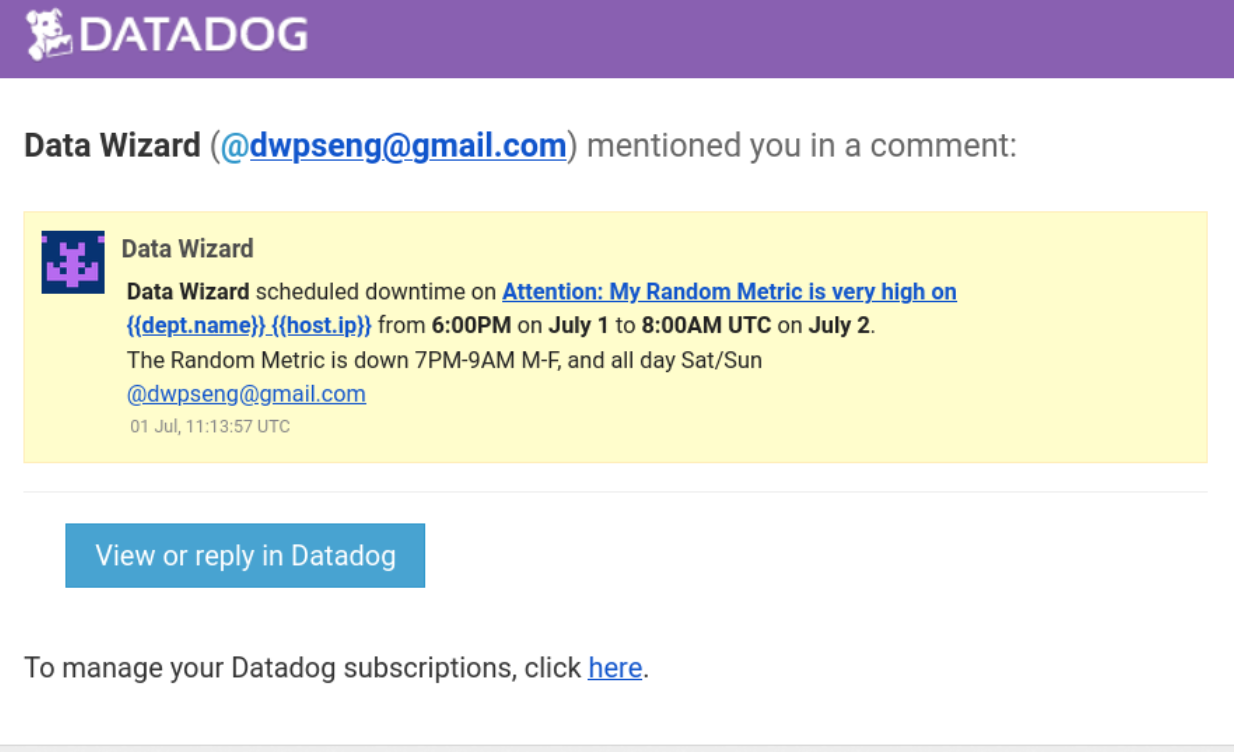 DATADOG
Data Wizard (@dwpseng@gmail.com) mentioned you in a comment:
Data Wizard
Data Wizard scheduled downtime on Attention: My Random Metric is very high on
{{dept.name}} {{host.ip}} from 6:00PM on July 1 to 8:00AM UTC on July 2.
The Random Metric is down 7PM-9AM M-F, and all day Sat/Sun
@dwpseng@gmail.com
01 Jul, 11:13:57 UTC
View or reply in Datadog
To manage your Datadog subscriptions, click here.